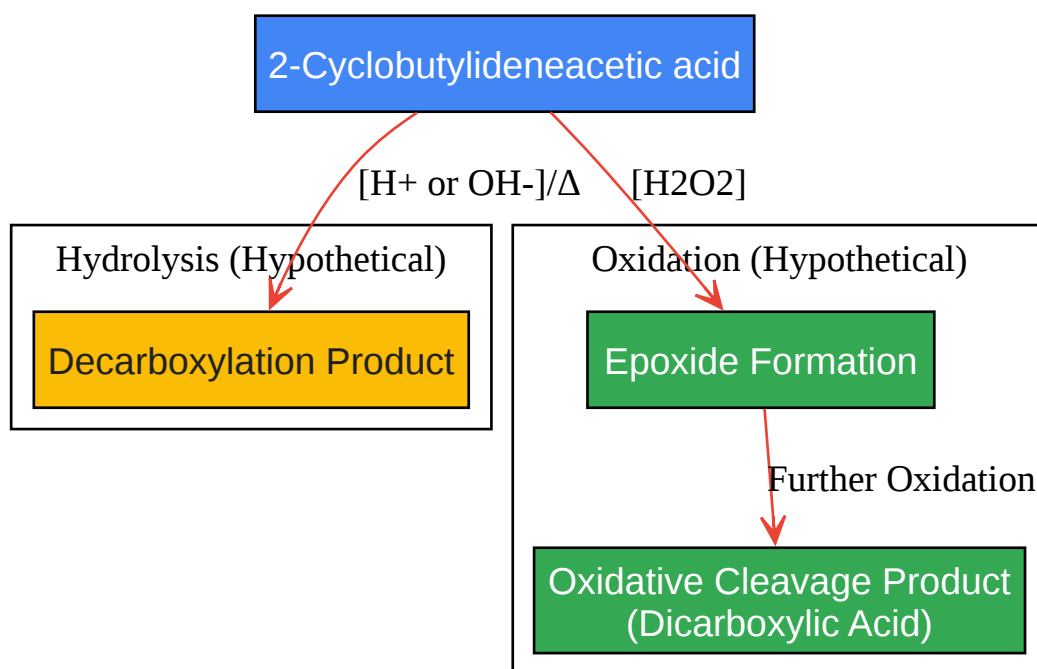 2-Cyclobutylideneacetic acid
[H+ or OH-]/Δ
[H2O2]
Hydrolysis (Hypothetical)
Oxidation (Hypothetical)
Decarboxylation Product
Epoxide Formation
Further Oxidation
Oxidative Cleavage Product
(Dicarboxylic Acid)